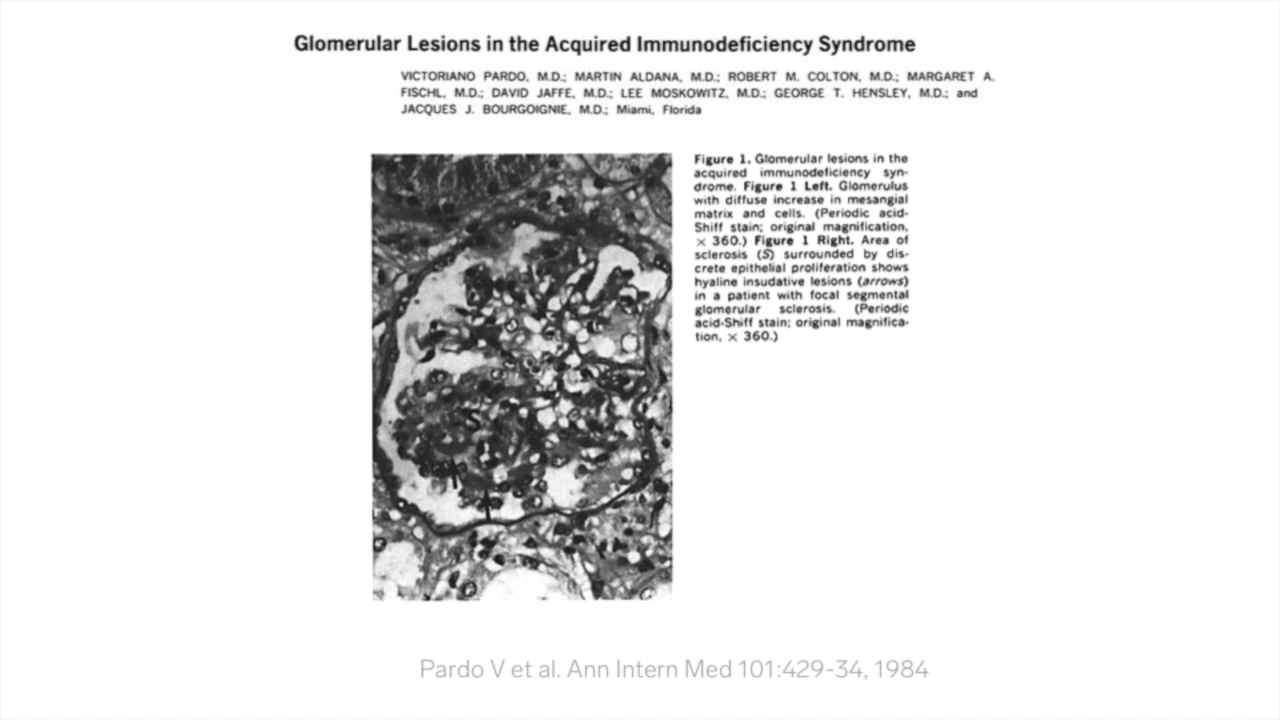 Glomerular Lesions in the Acquired Immunodeficiency Syndrome
VICTORIANO PARDO, M.D.; MARTIN ALDANA, M.D.; ROBERT M. COLTON, M.D.; MARGARET A.
FISCHL, M.D.; DAVID JAFFE, M.D.; LEE MOSKOWITZ, M.D.; GEORGE T. HENSLEY, M.D.; and
JACQUES J. BOURGOIGNIE, M.D.; Miami, Florida
Figure 1. Glomerular lesions in the
acquired immunodeficiency syn-
drome. Figure 1 Left. Glomerulus
with diffuse increase in mesangial
matrix and cells. (Periodic acid-
Shiff stain; original magnification,
× 360.) Figure 1 Right. Area of
sclerosis (S) surrounded by dis-
crete epithelial proliferation shows
hyaline insudative lesions (arrows)
in a patient with focal segmental
glomerular sclerosis. (Periodic
acid-Shiff stain; original magnifica-
tion, × 360.)
S
Pardo V et al. Ann Intern Med 101:429-34, 1984